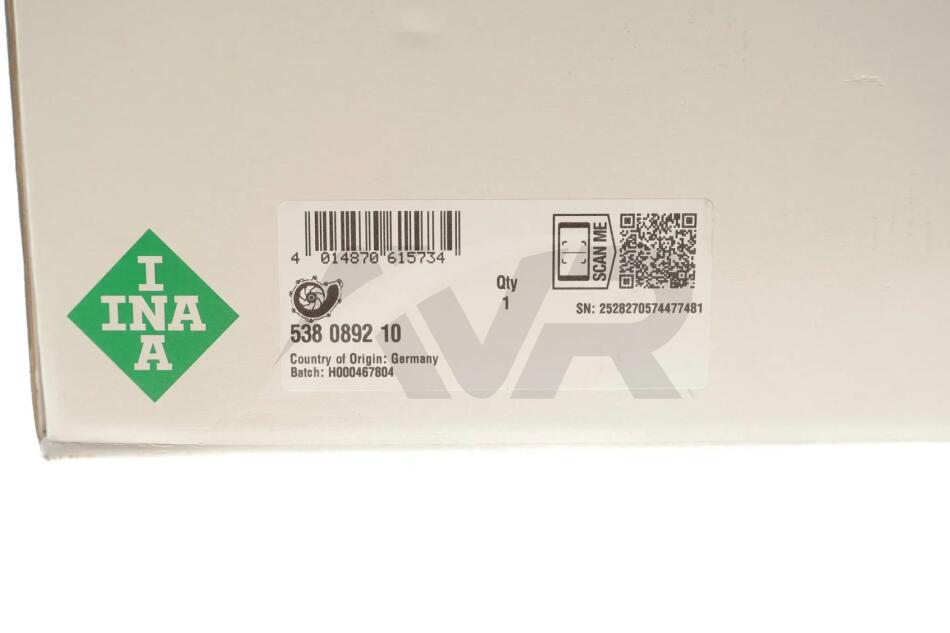 I
INA
A
4 014870 615734
538 0892 10
Country of Origin: Germany
Batch: H000467804
Qty
1
SCAN ME
SN: 2528270574477481
AVR